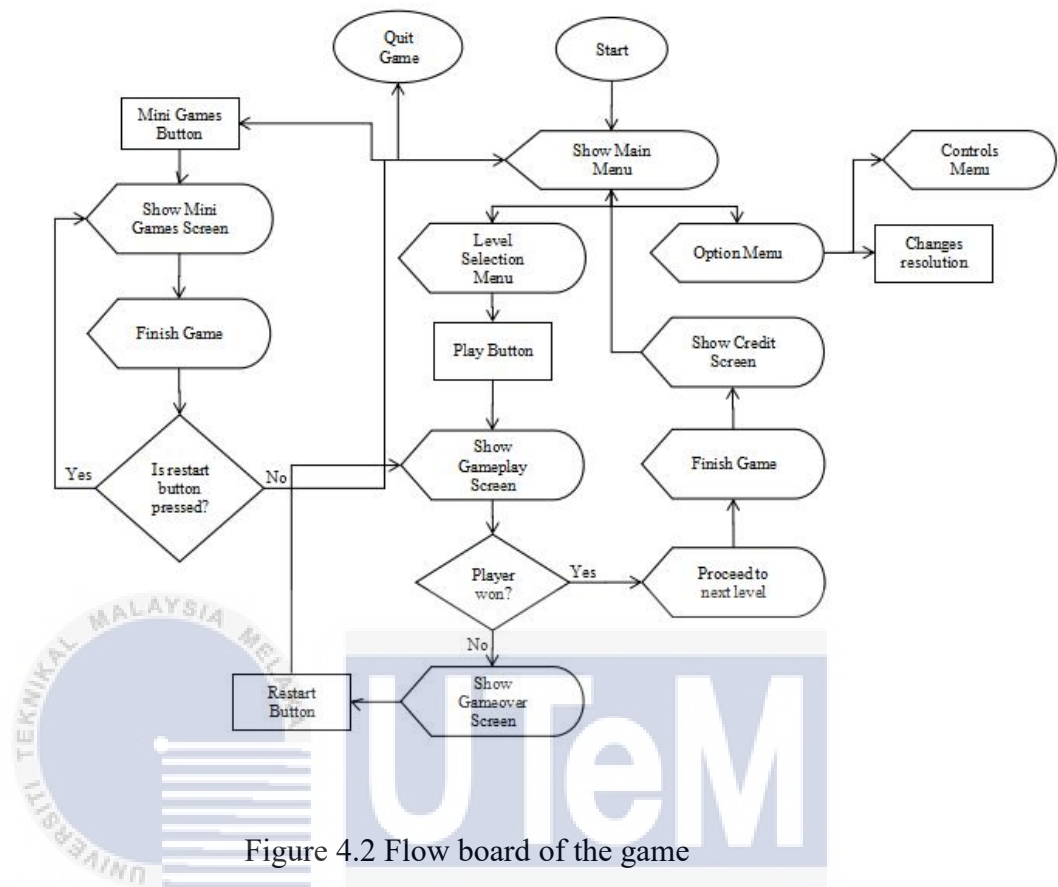 Quit
Game
Start
Mini Games
Button
Show Main
Menu
Controls
Menu
Show Mini
Games Screen
Level
Selection
Menu
Option Menu
Changes
resolution
Finish Game
Play Button
Show Credit
Screen
Yes
Is restart
button
pressed?
No
Show
Gameplay
Screen
Finish Game
Player
won?
Yes
Proceed to
next level
No
Restart
Button
Show
Gameover
Screen
UNIVERSITI TEKNIKAL MALAYSIA
UTeM
Figure 4.2 Flow board of the game